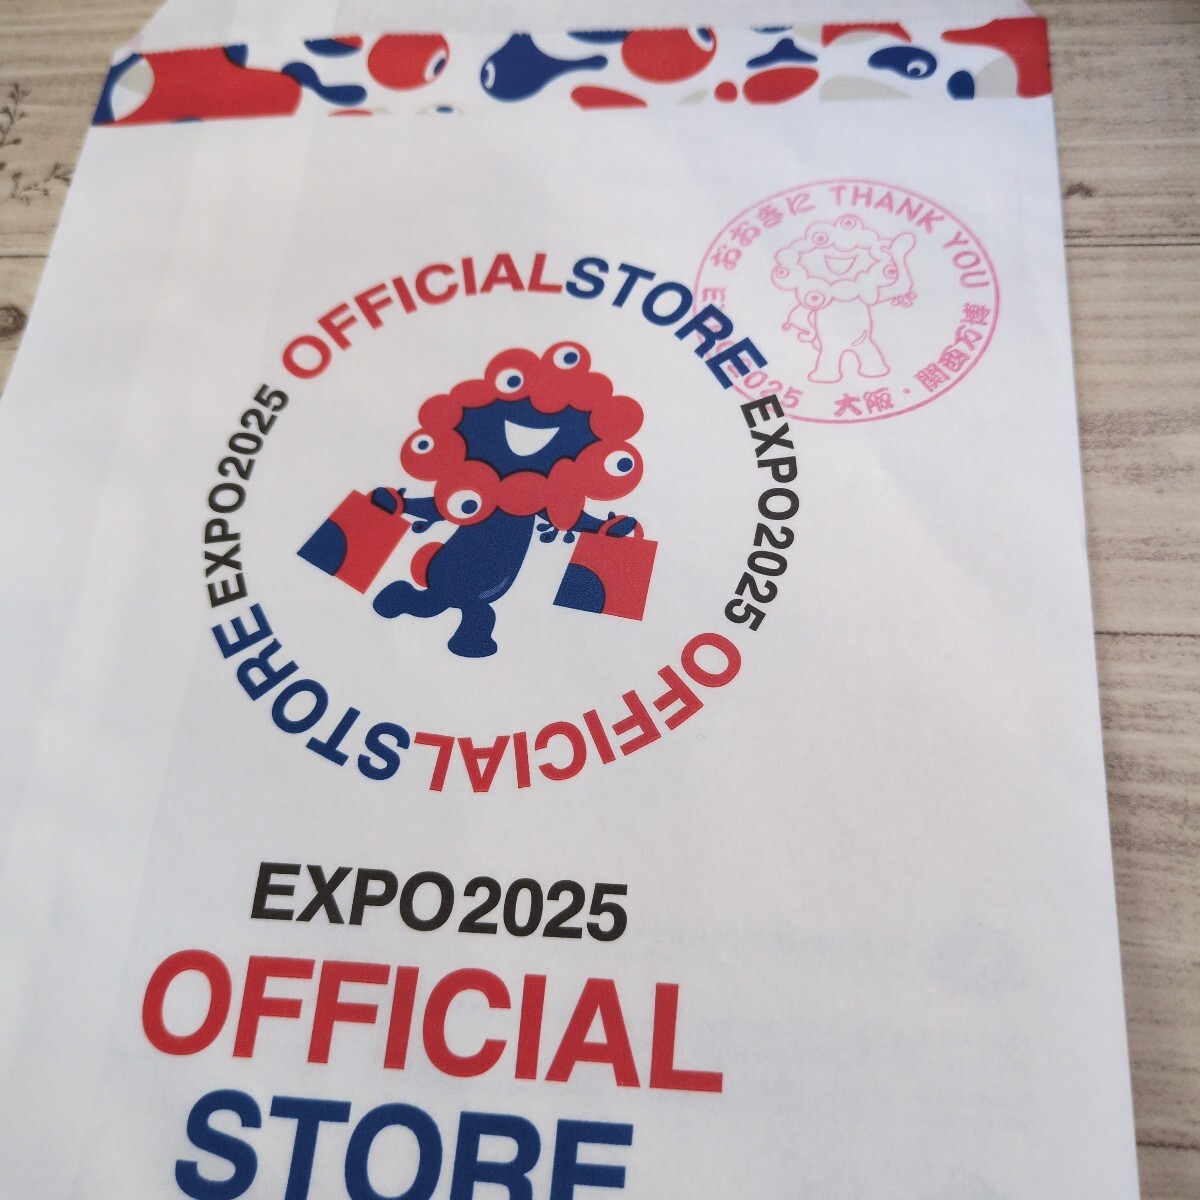 OFFICIALSTORE EXPO2025 OFFICIALSTORE EXPO2025
おおきに THANK YOU
EXPO2025 大阪・関西万博
EXPO2025
OFFICIAL
STORE